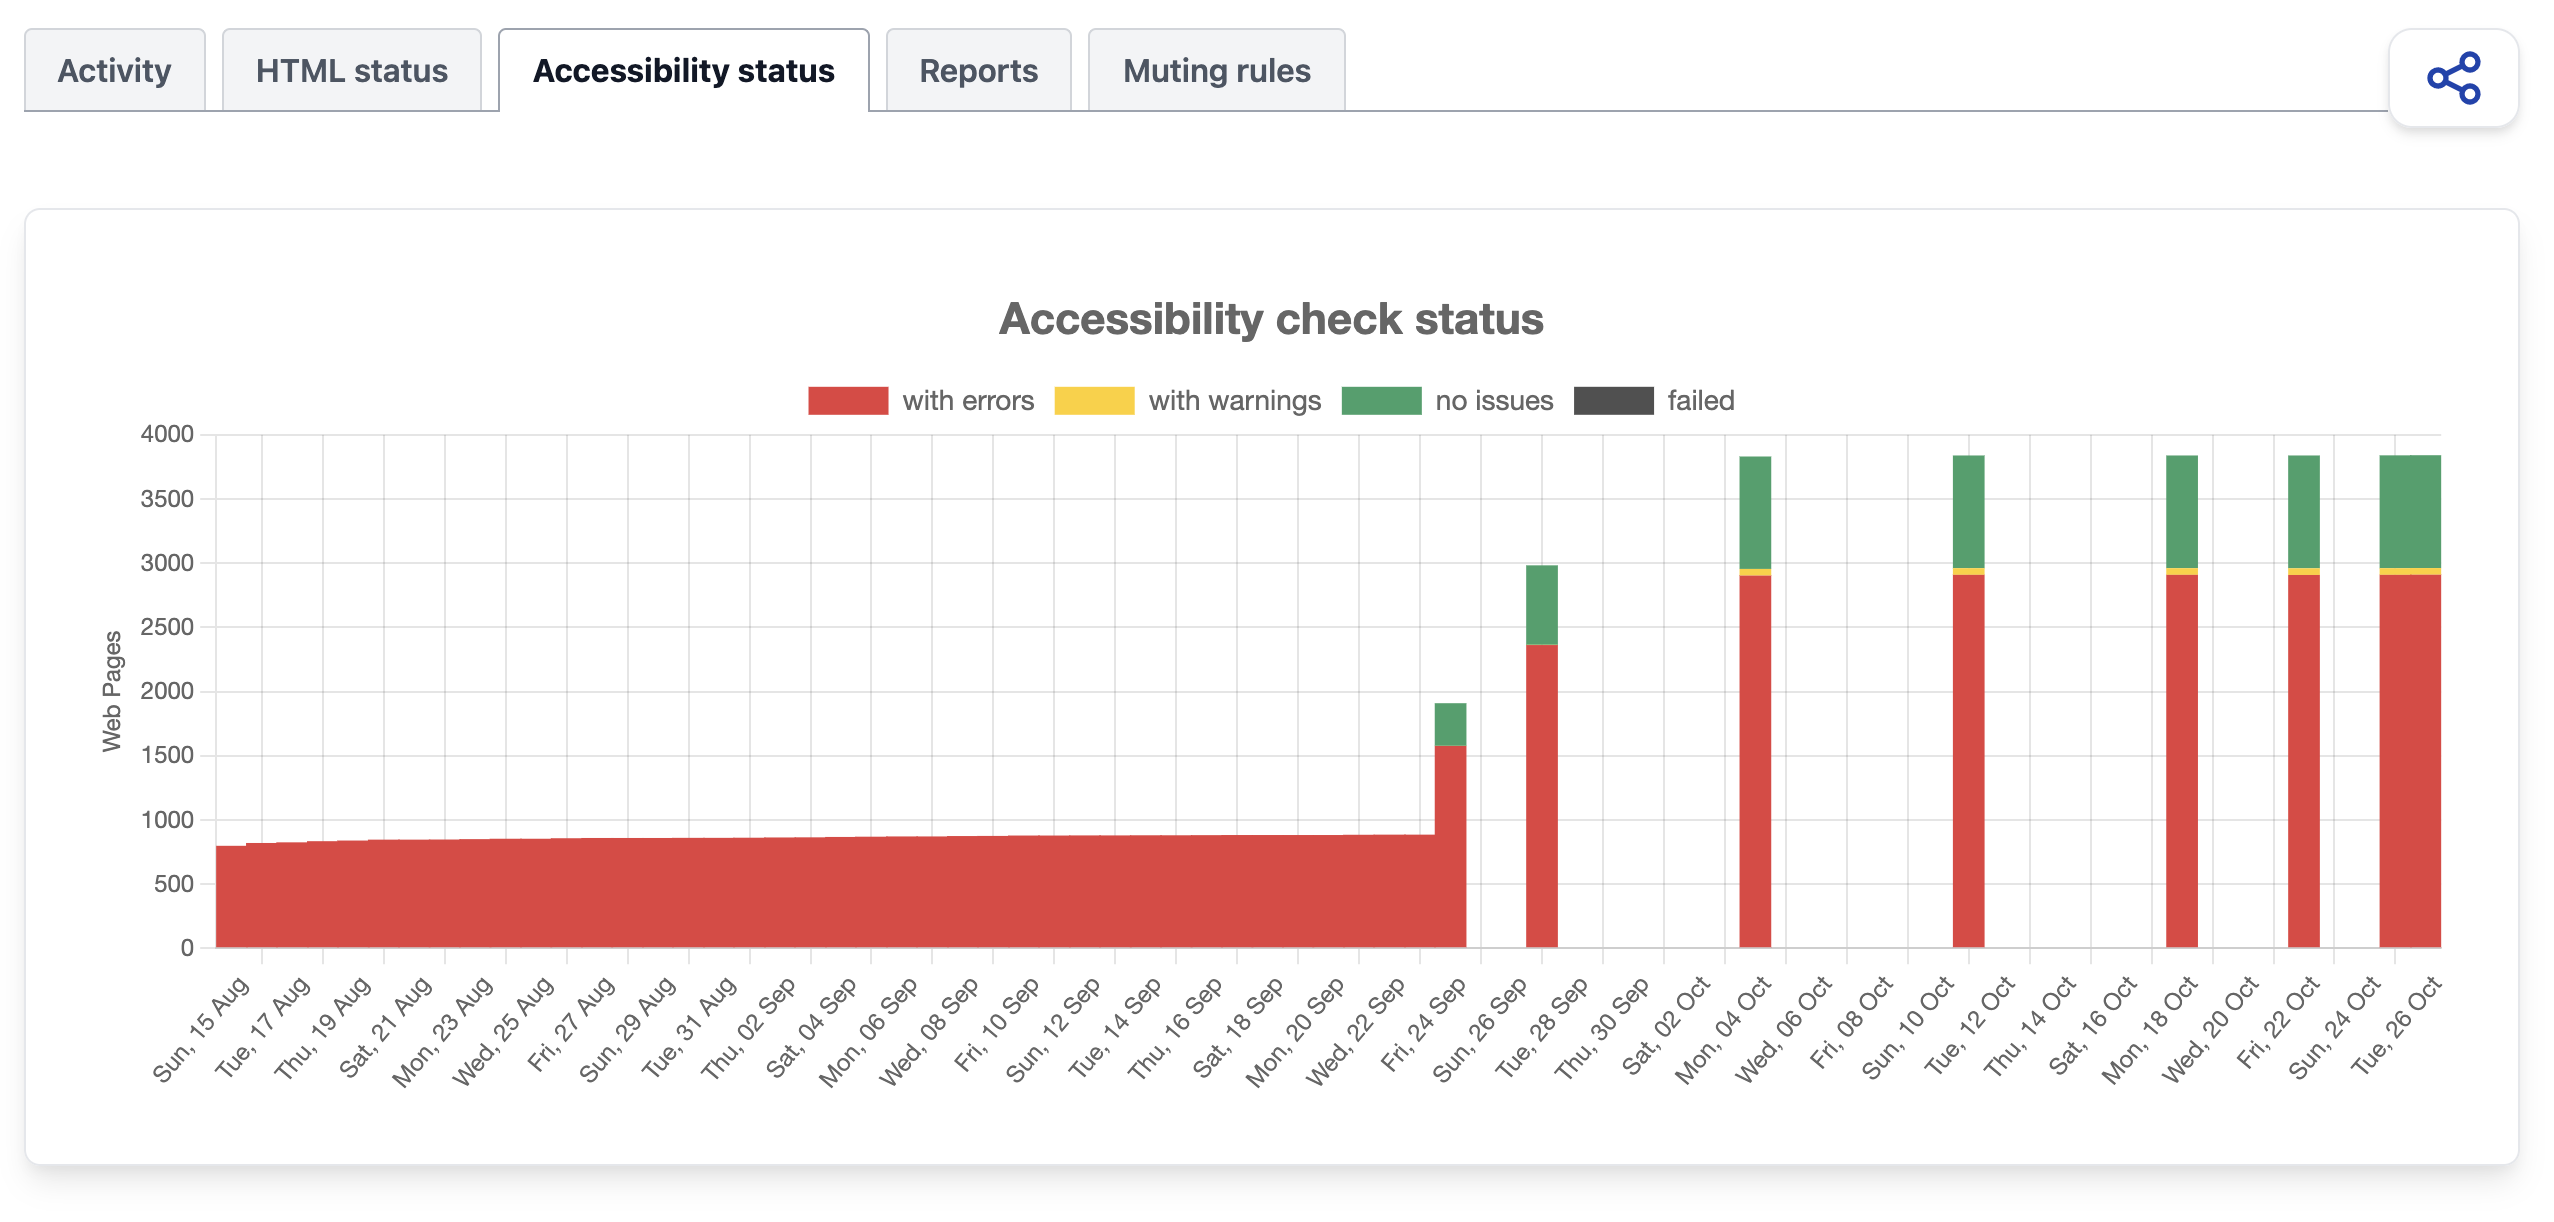 Activity HTML status Accessibility status Reports Muting rules
Accessibility check status
with errors with warnings no issues failed
4000
3500
3000
2500
2000
1500
1000
500
0
Web Pages
Sun, 15 Aug
Tue, 17 Aug
Thu, 19 Aug
Sat, 21 Aug
Mon, 23 Aug
Wed, 25 Aug
Fri, 27 Aug
Sun, 29 Aug
Tue, 31 Aug
Thu, 02 Sep
Sat, 04 Sep
Mon, 06 Sep
Wed, 08 Sep
Fri, 10 Sep
Sun, 12 Sep
Tue, 14 Sep
Thu, 16 Sep
Sat, 18 Sep
Mon, 20 Sep
Wed, 22 Sep
Fri, 24 Sep
Sun, 26 Sep
Tue, 28 Sep
Thu, 30 Sep
Sat, 02 Oct
Mon, 04 Oct
Wed, 06 Oct
Fri, 08 Oct
Sun, 10 Oct
Tue, 12 Oct
Thu, 14 Oct
Sat, 16 Oct
Mon, 18 Oct
Wed, 20 Oct
Fri, 22 Oct
Sun, 24 Oct
Tue, 26 Oct